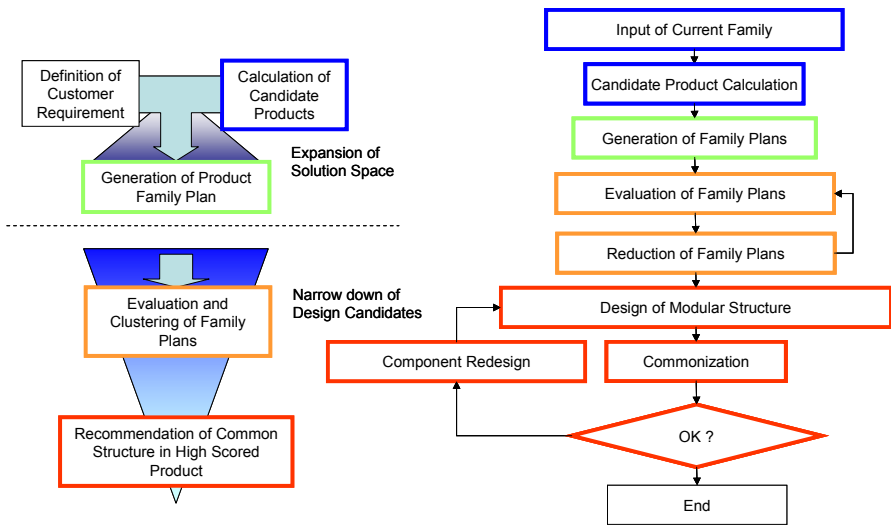 Definition of
Customer
Requirement
Calculation of
Candidate
Products
Generation of Product
Family Plan
Expansion of
Solution Space
Evaluation and
Clustering of Family
Plans
Narrow down of
Design Candidates
Recommendation of Common
Structure in High Scored
Product
Input of Current Family
Candidate Product Calculation
Generation of Family Plans
Evaluation of Family Plans
Reduction of Family Plans
Design of Modular Structure
Component Redesign
Commonization
OK ?
End